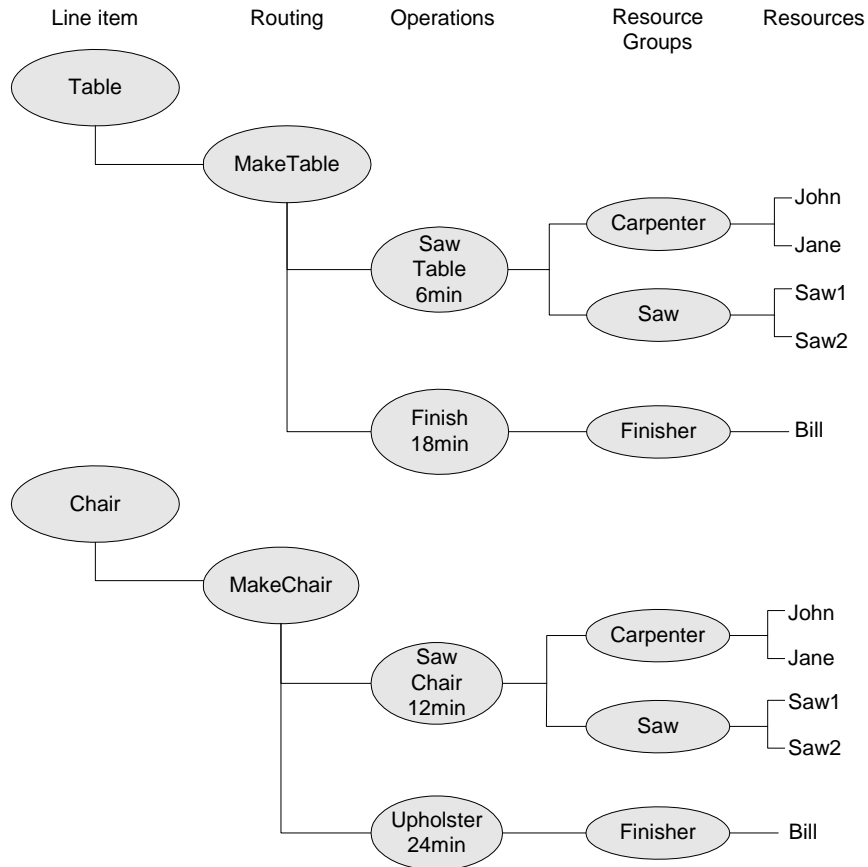 Line item
Routing
Operations
Resource
Groups
Resources
Table
MakeTable
Saw
Table
6min
Carpenter
John
Jane
Saw
Saw1
Saw2
Finish
18min
Finisher
Bill
Chair
MakeChair
Saw
Chair
12min
Carpenter
John
Jane
Saw
Saw1
Saw2
Upholster
24min
Finisher
Bill